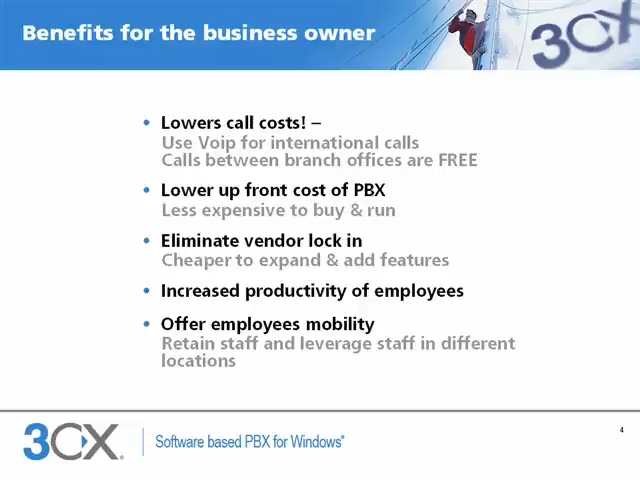 Benefits for the business owner
3CX
• Lowers call costs! –
Use Voip for international calls
Calls between branch offices are FREE
• Lower up front cost of PBX
Less expensive to buy & run
• Eliminate vendor lock in
Cheaper to expand & add features
• Increased productivity of employees
• Offer employees mobility
Retain staff and leverage staff in different
locations
4
3CX® Software based PBX for Windows®